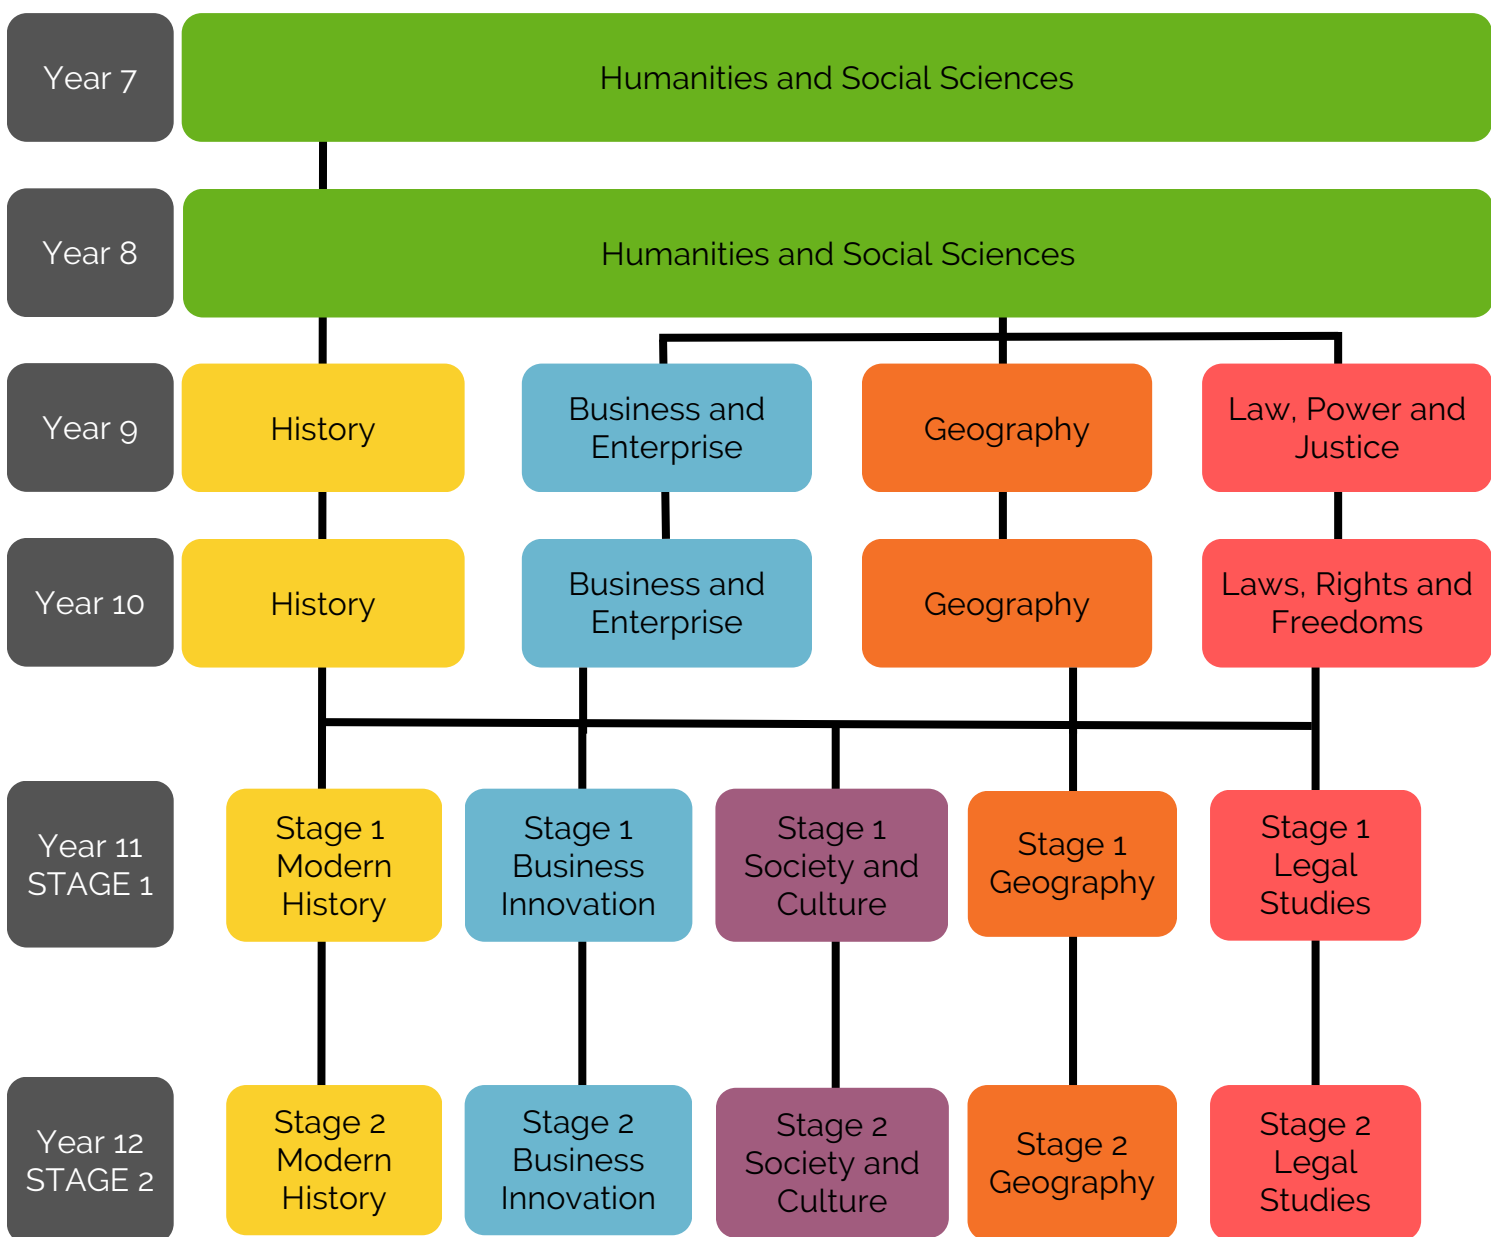 Year 7
Humanities and Social Sciences
Year 8
Humanities and Social Sciences
Year 9
History
Business and
Enterprise
Geography
Law, Power and
Justice
Year 10
History
Business and
Enterprise
Geography
Laws, Rights and
Freedoms
Year 11
STAGE 1
Stage 1
Modern
History
Stage 1
Business
Innovation
Stage 1
Society and
Culture
Stage 1
Geography
Stage 1
Legal
Studies
Year 12
STAGE 2
Stage 2
Modern
History
Stage 2
Business
Innovation
Stage 2
Society and
Culture
Stage 2
Geography
Stage 2
Legal
Studies